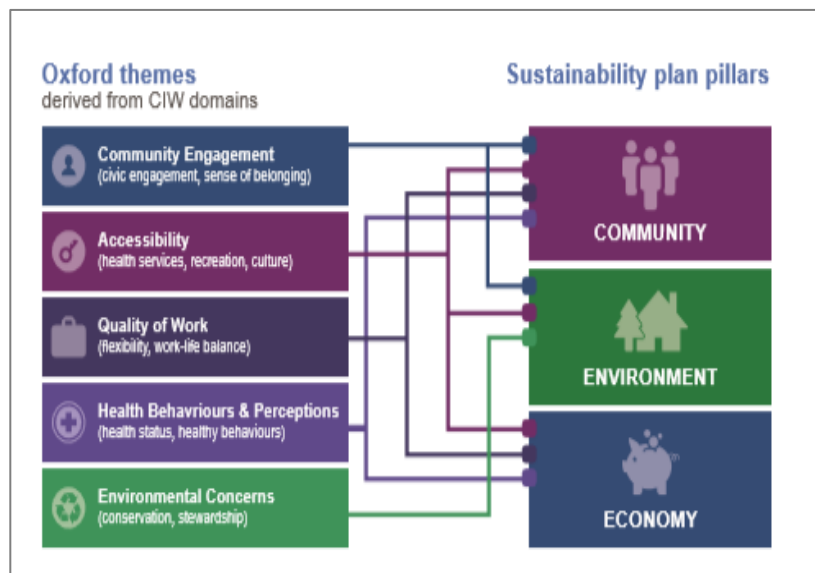 Oxford themes
derived from CIW domains
Sustainability plan pillars
Community Engagement
(civic engagement, sense of belonging)
Accessibility
(health services, recreation, culture)
Quality of Work
(flexibility, work-life balance)
Health Behaviours & Perceptions
(health status, healthy behaviours)
Environmental Concerns
(conservation, stewardship)
COMMUNITY
ENVIRONMENT
ECONOMY